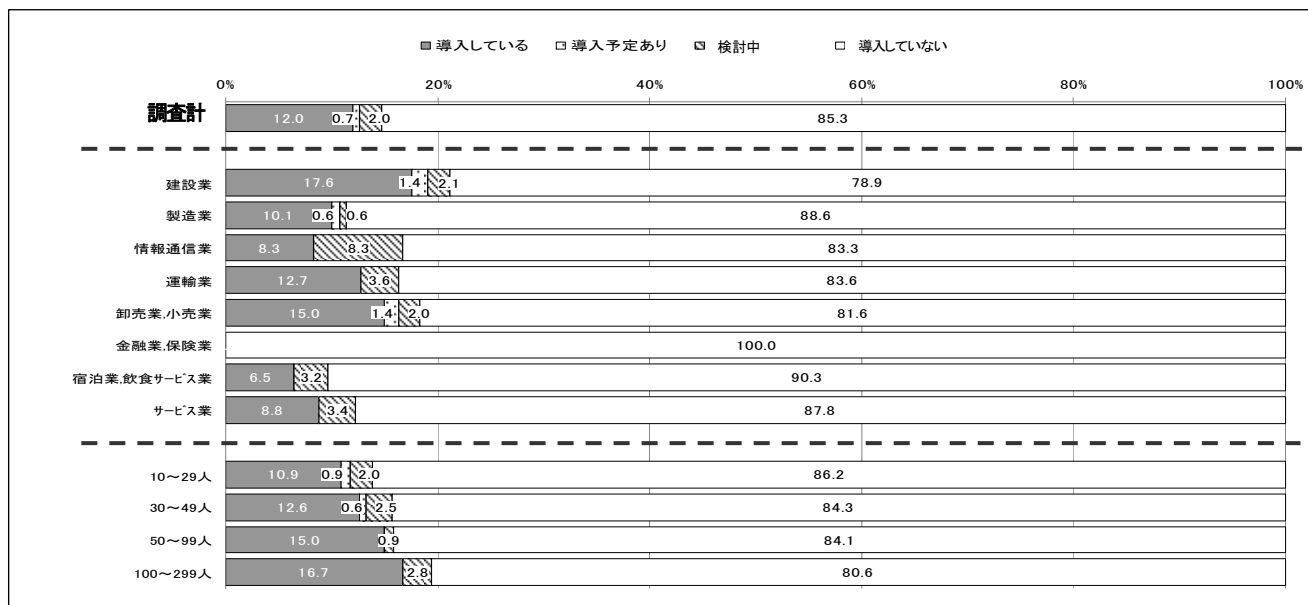 導入している 導入予定あり 検討中 導入していない
0% 20% 40% 60% 80% 100%
調査計 12.0 0.7 2.0 85.3
建設業 17.6 1.4 2.1 78.9
製造業 10.1 0.6 0.6 88.6
情報通信業 8.3 8.3 83.3
運輸業 12.7 3.6 83.6
卸売業,小売業 15.0 1.4 2.0 81.6
金融業,保険業 100.0
宿泊業,飲食サービス業 6.5 3.2 90.3
サービス業 8.8 3.4 87.8
10～29人 10.9 0.9 2.0 86.2
30～49人 12.6 0.6 2.5 84.3
50～99人 15.0 0.9 84.1
100～299人 16.7 2.8 80.6